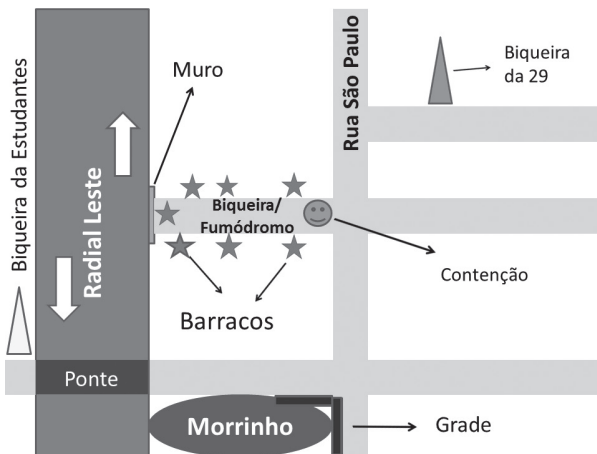 Biqueira da Estudantes
Radial Leste
Muro
Rua São Paulo
Biqueira
da 29
Biqueira/
Fumódromo
Contenção
Barracos
Ponte
Morrinho
Grade